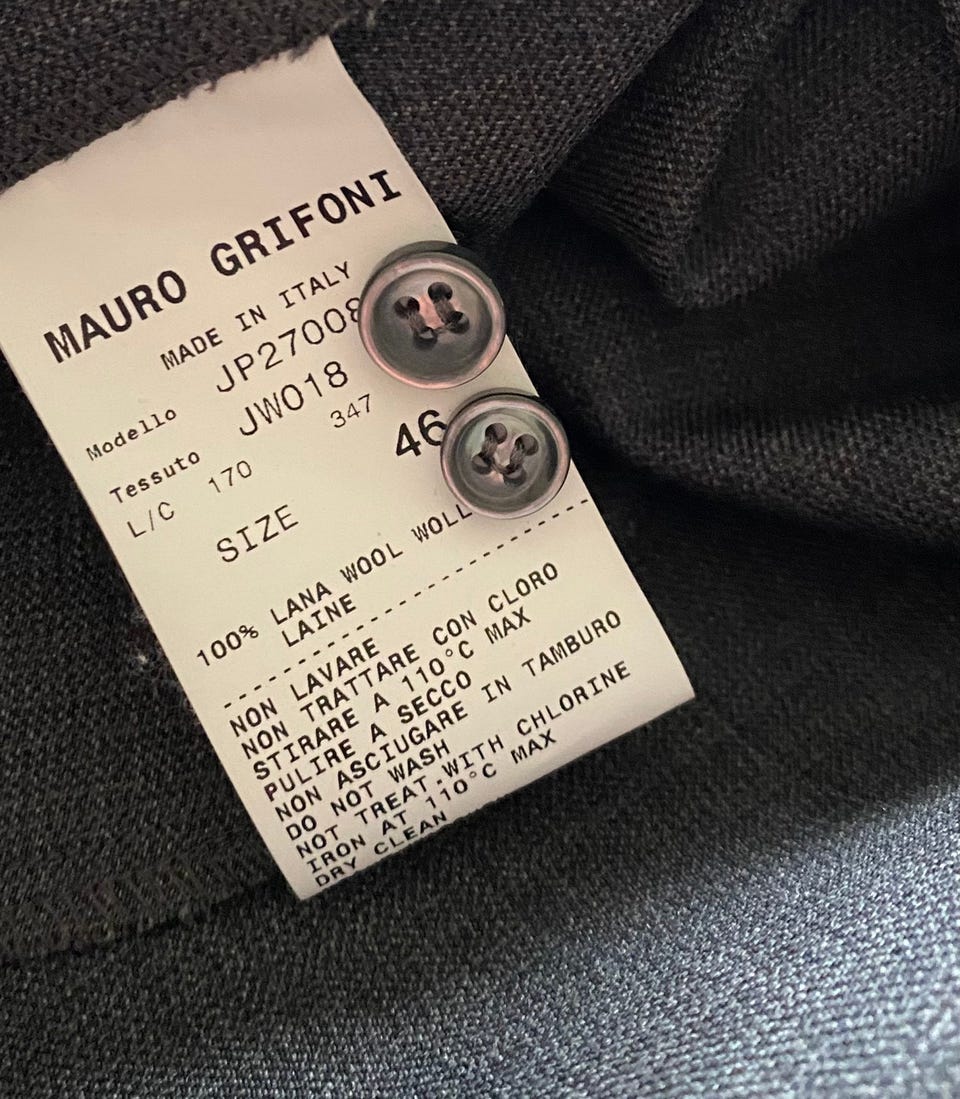 MAURO GRIFONI
MADE IN ITALY
Modello JP27008
Tessuto JW018
L/C 170 347
SIZE 46
100% LANA WOOL WOLL
LAINE
NON LAVARE
NON TRATTARE CON CLORO
STIRARE A 110°C MAX
PULIRE A SECCO
NON ASCIUGARE IN TAMBURO
DO NOT WASH
NOT TREAT.WITH CHLORINE
IRON AT 110°C MAX
DRY CLEAN